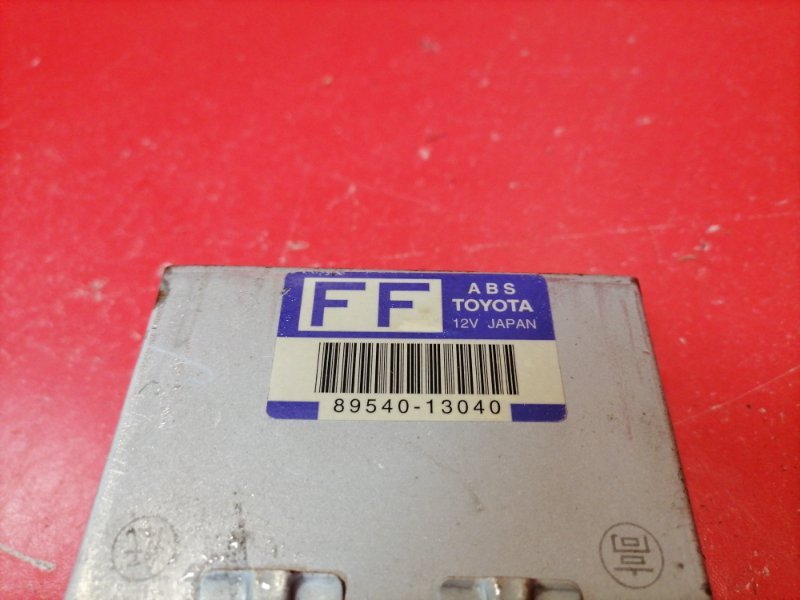 FF
ABS
TOYOTA
12V JAPAN
89540-13040